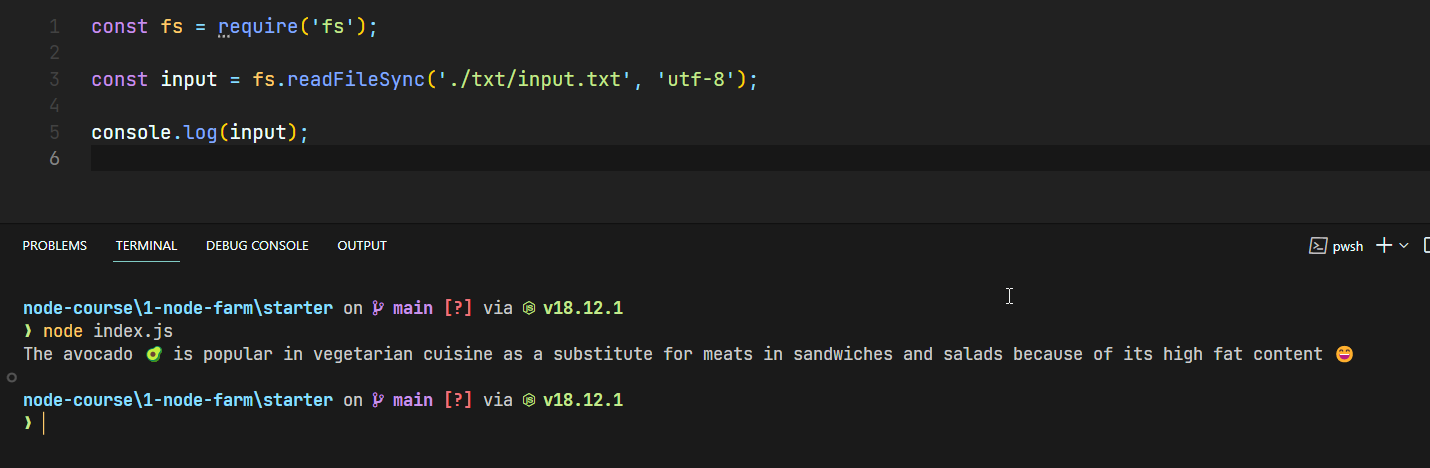 1 const fs = require('fs');
2
3 const input = fs.readFileSync('./txt/input.txt', 'utf-8');
4
5 console.log(input);
6
PROBLEMS TERMINAL DEBUG CONSOLE OUTPUT pwsh
node-course\1-node-farm\starter on main [?] via v18.12.1
❯ node index.js
The avocado 🥑 is popular in vegetarian cuisine as a substitute for meats in sandwiches and salads because of its high fat content 😄
node-course\1-node-farm\starter on main [?] via v18.12.1
❯